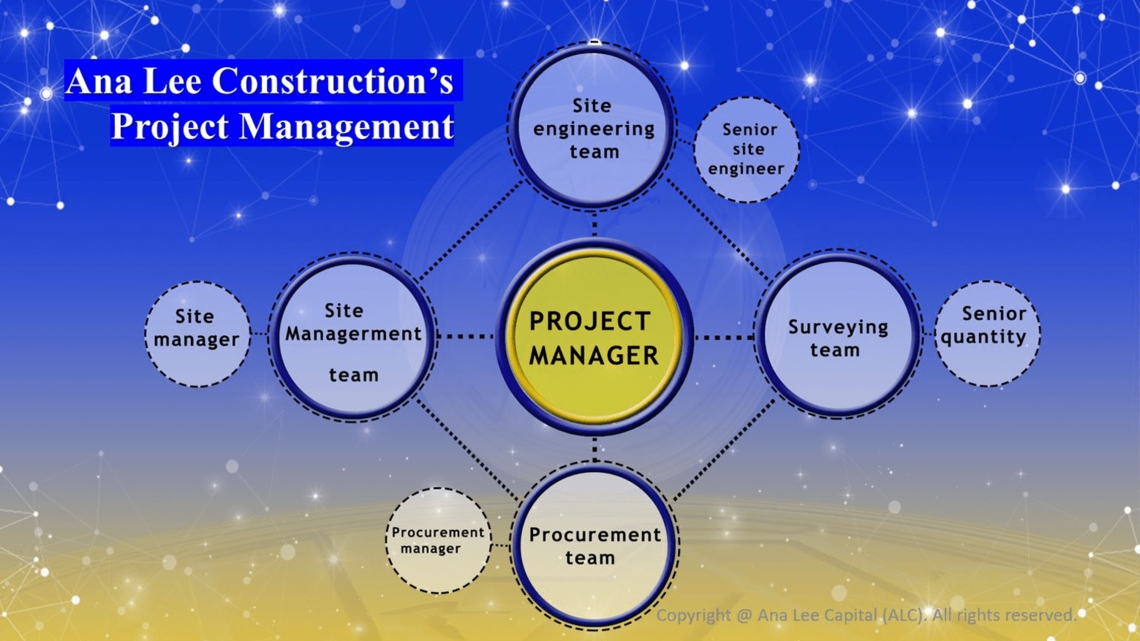 Ana Lee Construction’s
Project Management
Site
engineering
team
Senior
site
engineer
Site
manager
Site
Managerment
team
PROJECT
MANAGER
Surveying
team
Senior
quantity
Procurement
manager
Procurement
team
Copyright @ Ana Lee Capital (ALC). All rights reserved.